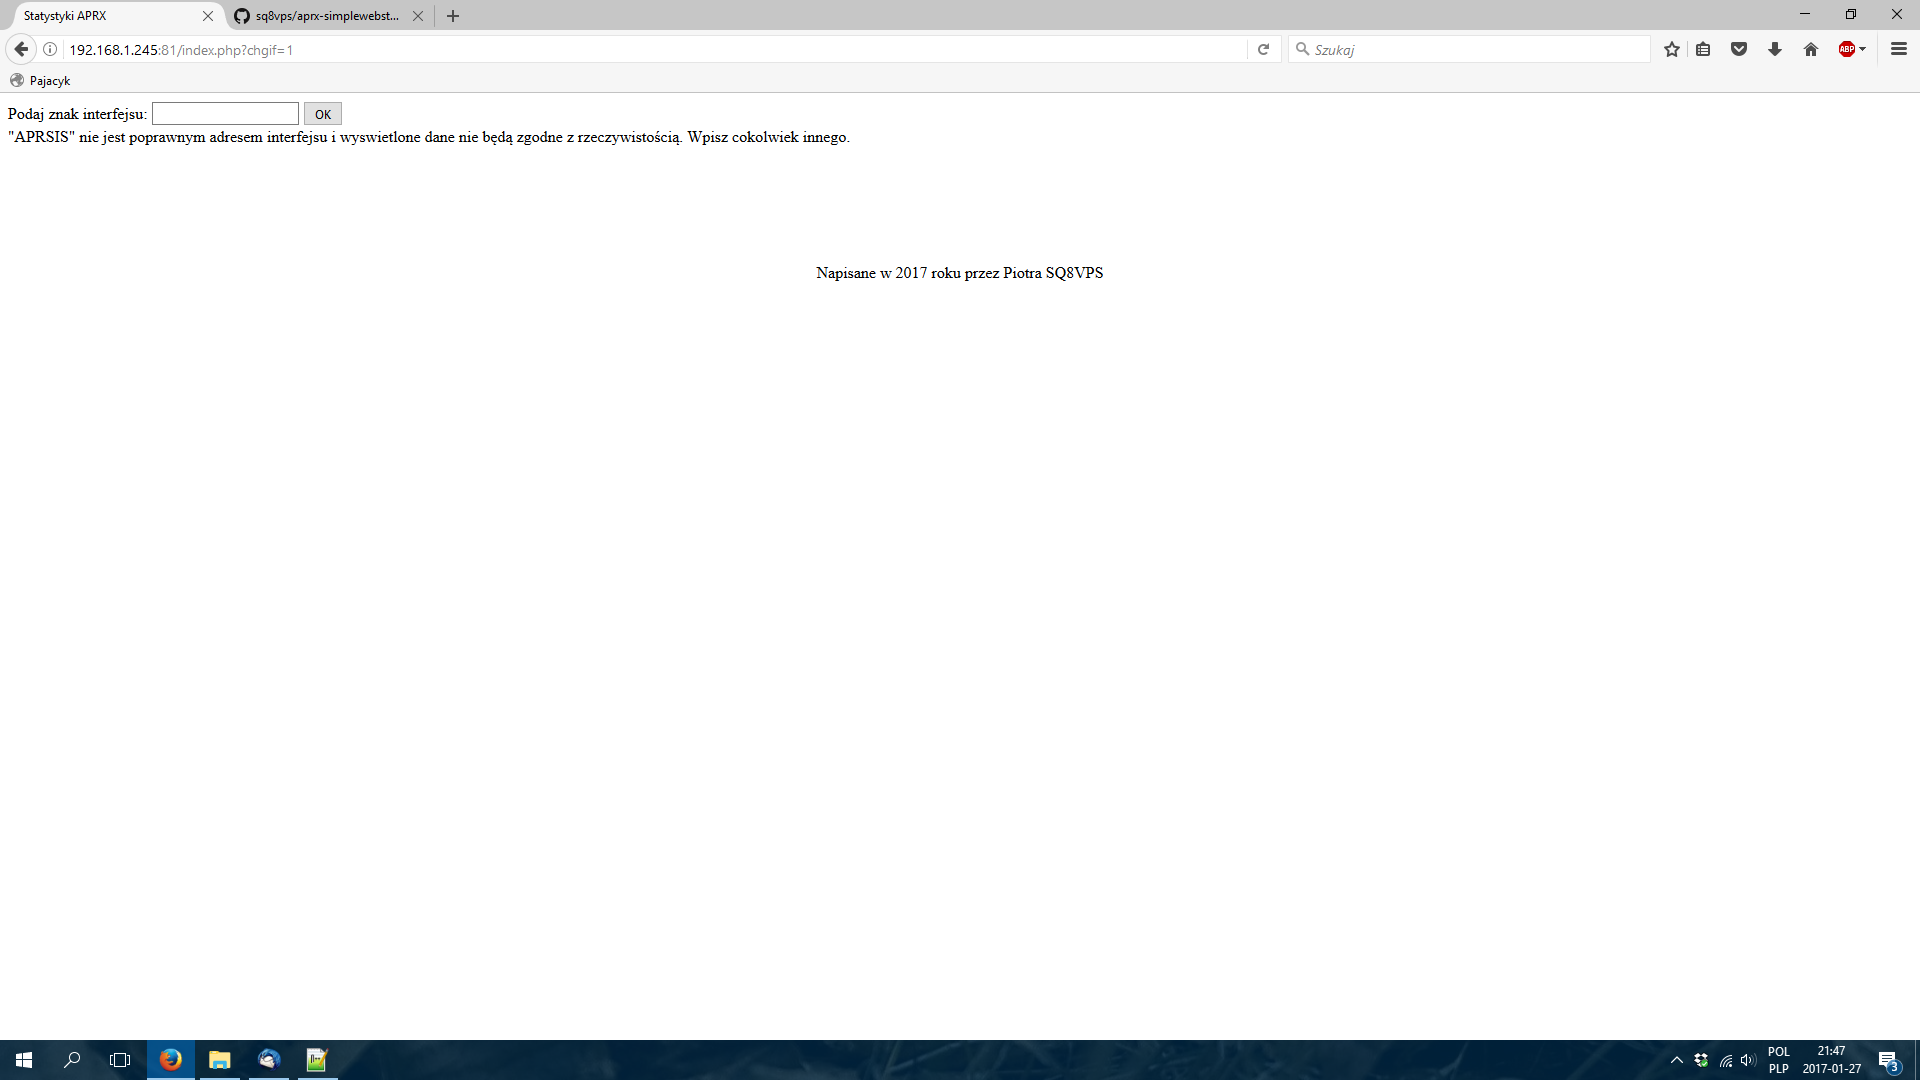 Statystyki APRX
sq8vps/aprx-simplewebst...
192.168.1.245:81/index.php?chgif=1
Szukaj
ABP
Pajacyk
Podaj znak interfejsu:
OK
"APRSIS" nie jest poprawnym adresem interfejsu i wyswietlone dane nie będą zgodne z rzeczywistością. Wpisz cokolwiek innego.
Napisane w 2017 roku przez Piotra SQ8VPS
POL
21:47
PLP
2017-01-27
3